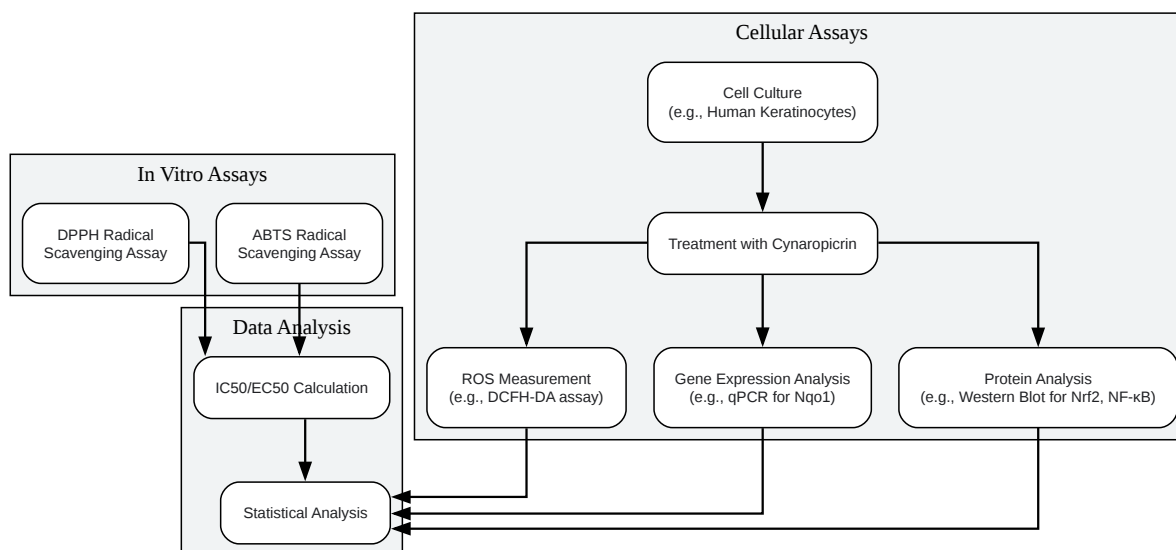 Cellular Assays
Cell Culture
(e.g., Human Keratinocytes)
In Vitro Assays
DPPH Radical
Scavenging Assay
ABTS Radical
Scavenging Assay
Treatment with Cynaropicrin
Data Analysis
IC50/EC50 Calculation
ROS Measurement
(e.g., DCFH-DA assay)
Gene Expression Analysis
(e.g., qPCR for Nqo1)
Protein Analysis
(e.g., Western Blot for Nrf2, NF-κB)
Statistical Analysis